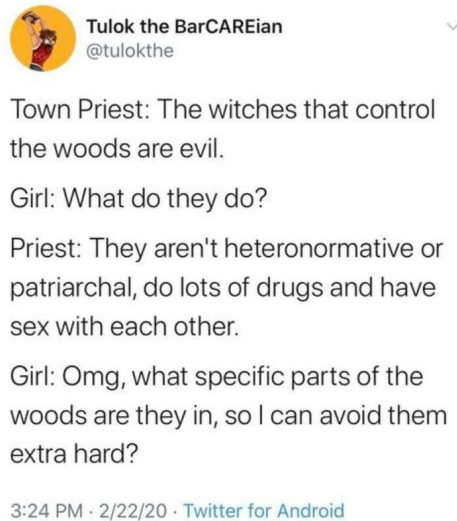 Tulok the BarCAREian
@tulokthe
Town Priest: The witches that control
the woods are evil.
Girl: What do they do?
Priest: They aren't heteronormative or
patriarchal, do lots of drugs and have
sex with each other.
Girl: Omg, what specific parts of the
woods are they in, so I can avoid them
extra hard?
3:24 PM · 2/22/20 · Twitter for Android